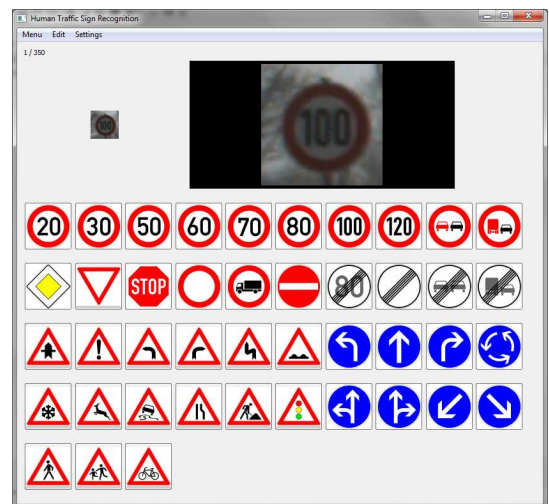 Human Traffic Sign Recognition
Menu Edit Settings
1 / 350
100
100
20 30 50 60 70 80 100 120
STOP 80